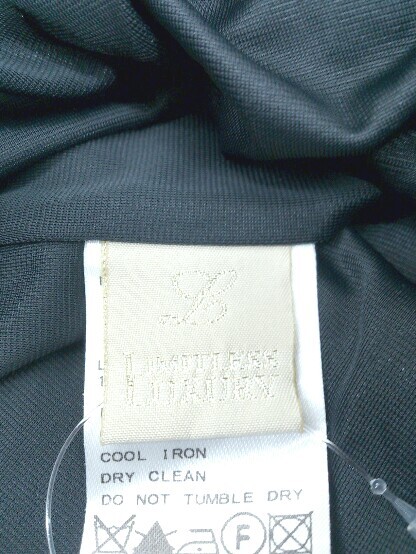 LIMITLESS
LUXURY
COOL IRON
DRY CLEAN
DO NOT TUMBLE DRY
F